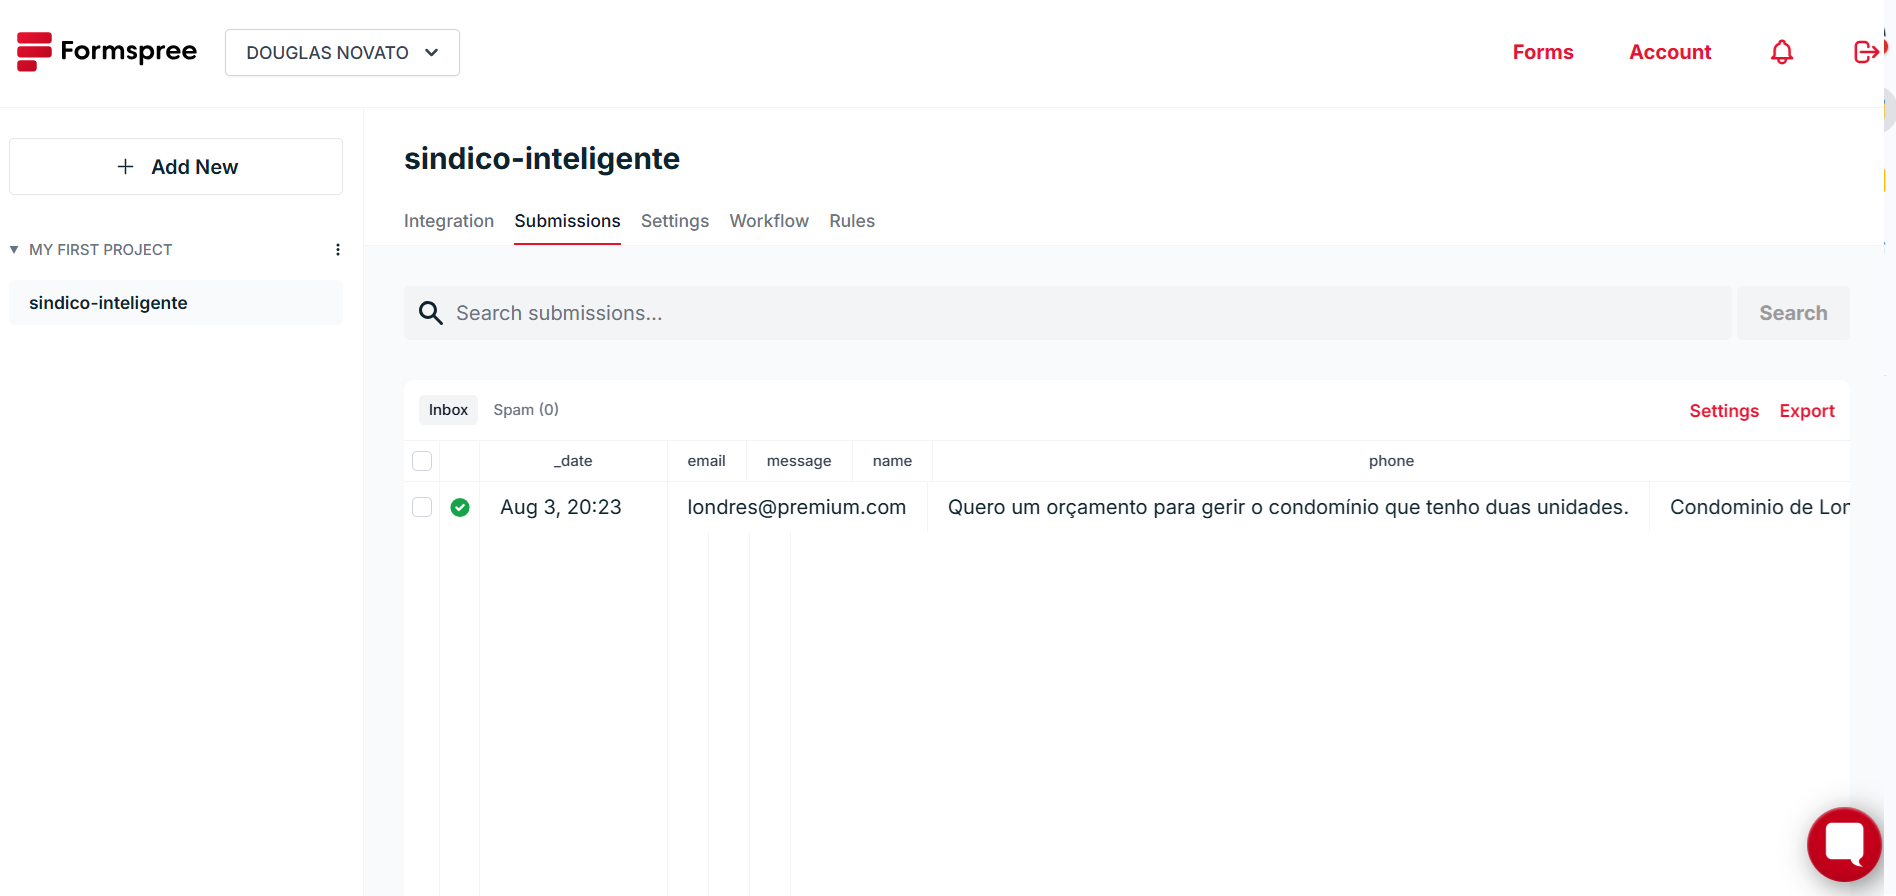 Formspree
DOUGLAS NOVATO
Forms
Account
Add New
MY FIRST PROJECT
sindico-inteligente
sindico-inteligente
Integration
Submissions
Settings
Workflow
Rules
Search submissions...
Search
Inbox
Spam (0)
Settings
Export
_date
email
message
name
phone
Aug 3, 20:23
londres@premium.com
Quero um orçamento para gerir o condomínio que tenho duas unidades.
Condominio de Lon